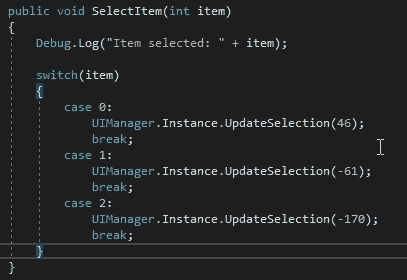 public void SelectItem(int item)
{
    Debug.Log("Item selected: " + item);

    switch(item)
    {
        case 0:
            UIManager.Instance.UpdateSelection(46);
            break;
        case 1:
            UIManager.Instance.UpdateSelection(-61);
            break;
        case 2:
            UIManager.Instance.UpdateSelection(-170);
            break;
    }
}